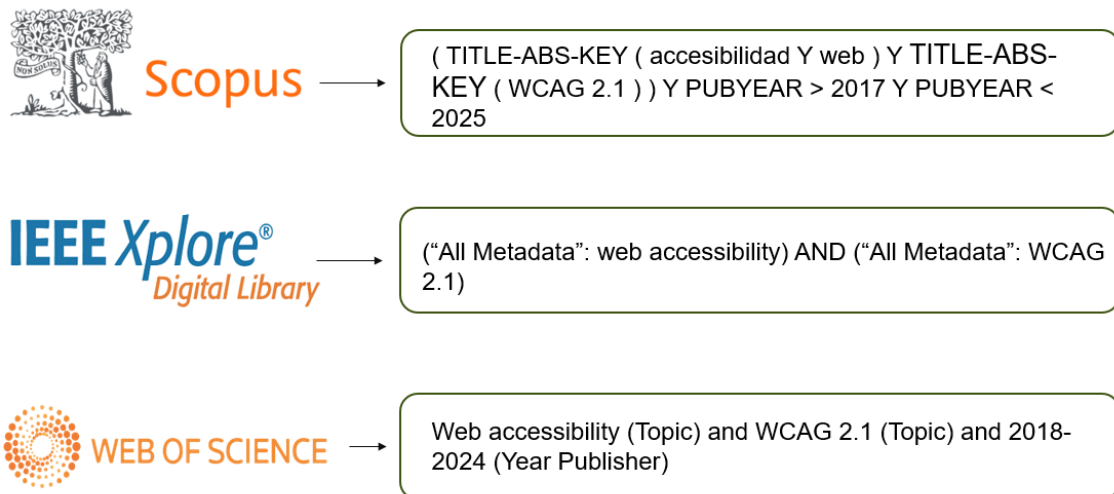 NON SOLUS
Scopus
( TITLE-ABS-KEY ( accesibilidad Y web ) Y TITLE-ABS-
KEY ( WCAG 2.1 ) ) Y PUBYEAR > 2017 Y PUBYEAR <
2025
IEEE Xplore®
Digital Library
(“All Metadata”: web accessibility) AND (“All Metadata”: WCAG
2.1)
WEB OF SCIENCE
Web accessibility (Topic) and WCAG 2.1 (Topic) and 2018-
2024 (Year Publisher)